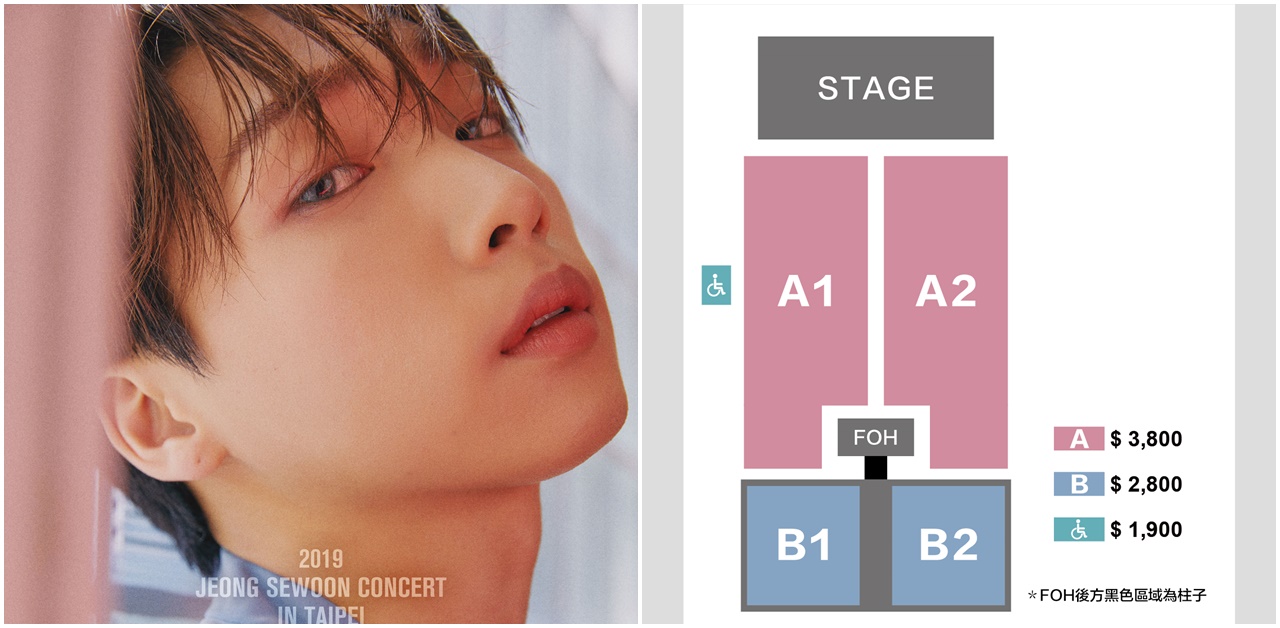 2019
JEONG SEWOON CONCERT
IN TAIPEI
STAGE
A1
A2
FOH
B1
B2
A $ 3,800
B $ 2,800
$ 1,900
*FOH後方黑色區域為柱子